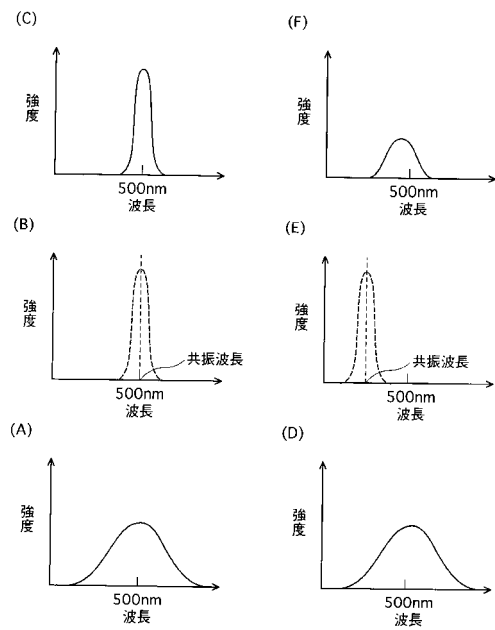 (C)
強度
500nm
波長
(F)
強度
500nm
波長
(B)
強度
共振波長
500nm
波長
(E)
強度
共振波長
500nm
波長
(A)
強度
500nm
波長
(D)
強度
500nm
波長